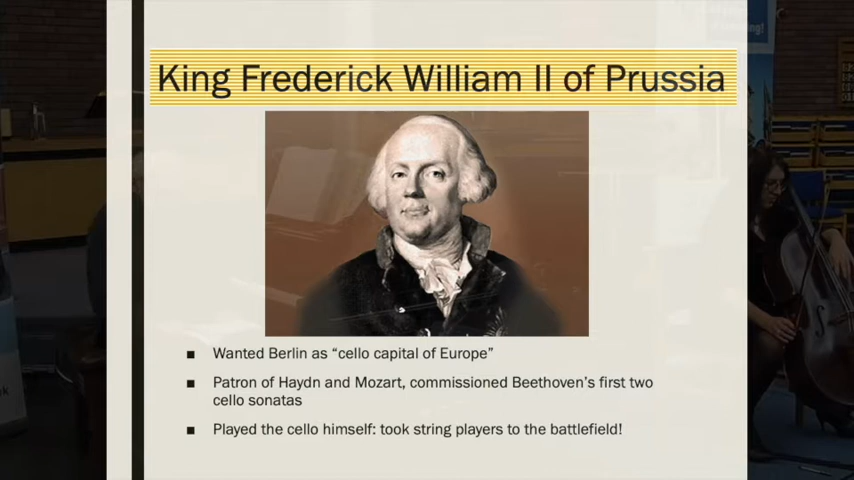 King Frederick William II of Prussia
■ Wanted Berlin as “cello capital of Europe”
■ Patron of Haydn and Mozart, commissioned Beethoven’s first two
cello sonatas
■ Played the cello himself: took string players to the battlefield!